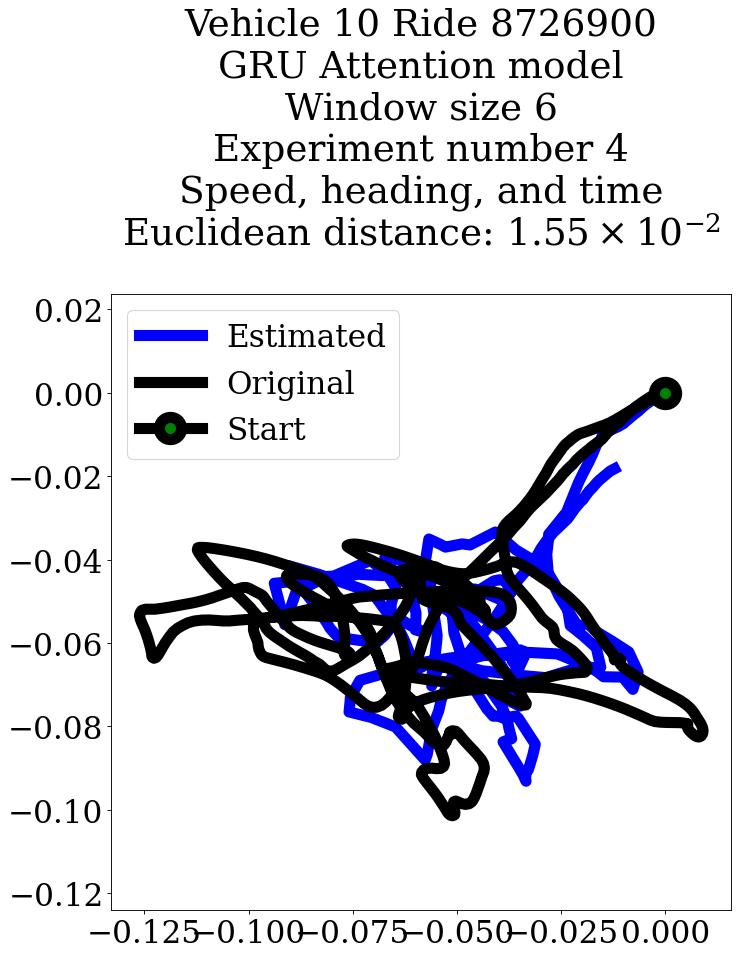 Vehicle 10 Ride 8726900
GRU Attention model
Window size 6
Experiment number 4
Speed, heading, and time
Euclidean distance: 1.55 × 10⁻²
0.02
0.00
−0.02
−0.04
−0.06
−0.08
−0.10
−0.12
Estimated
Original
Start
−0.125 −0.100 −0.075 −0.050 −0.025 0.000